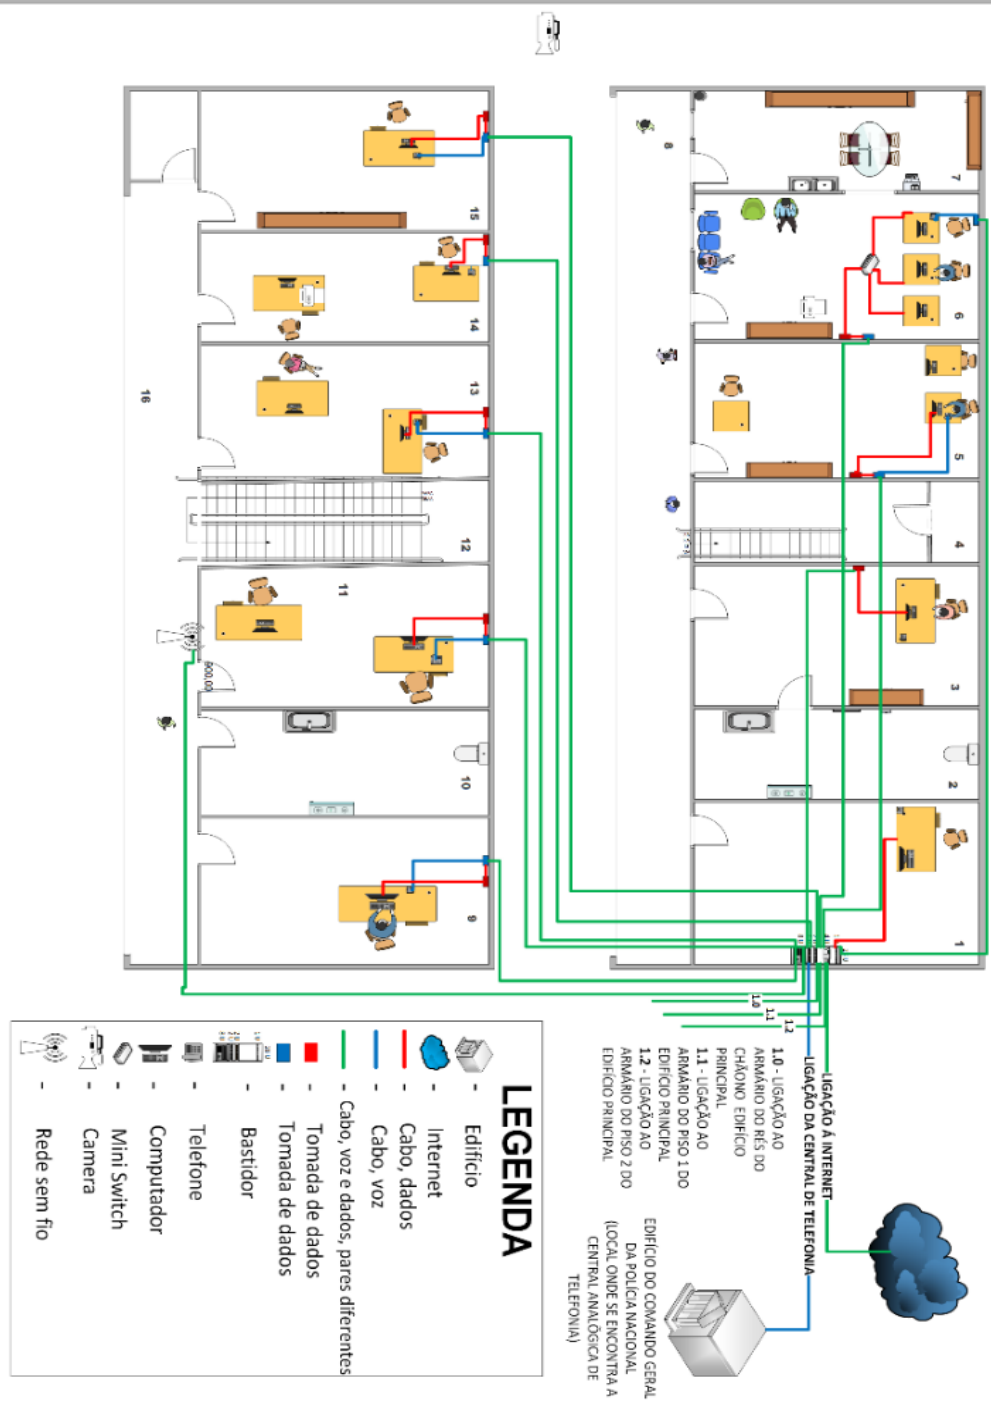 15
14
13
12
11
10
9
16
900,00
8
7
6
5
4
3
2
1
1.0
1.1
1.2
LIGAÇÃO Á INTERNET
LIGAÇÃO DA CENTRAL DE TELEFONIA
1.0 - LIGAÇÃO AO
ARMÁRIO DO RÉS DO
CHÃONO EDIFÍCIO
PRINCIPAL
1.1 - LIGAÇÃO AO
ARMÁRIO DO PISO 1 DO
EDIFÍCIO PRINCIPAL
1.2 - LIGAÇÃO AO
ARMÁRIO DO PISO 2 DO
EDIFÍCIO PRINCIPAL
EDIFÍCIO DO COMANDO GERAL
DA POLÍCIA NACIONAL
(LOCAL ONDE SE ENCONTRA A
CENTRAL ANALÓGICA DE
TELEFONIA)
LEGENDA
- Edifício
- Internet
- Cabo, dados
- Cabo, voz
- Cabo, voz e dados, pares diferentes
- Tomada de dados
- Tomada de dados
- Bastidor
- Telefone
- Computador
- Mini Switch
- Camera
- Rede sem fio